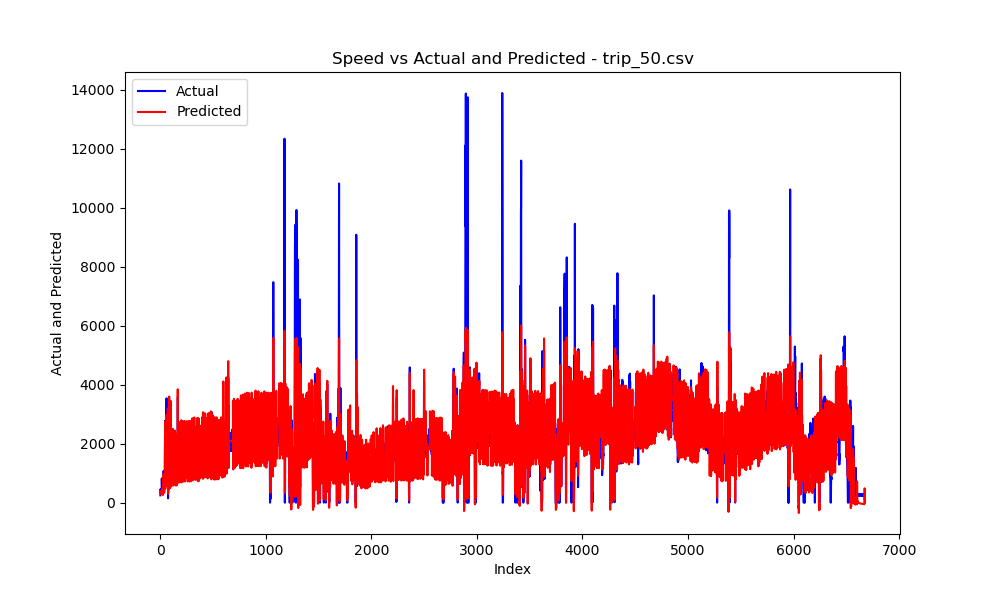 Speed vs Actual and Predicted - trip_50.csv
Actual
Predicted
14000
12000
10000
8000
6000
4000
2000
0
Actual and Predicted
0 1000 2000 3000 4000 5000 6000 7000
Index